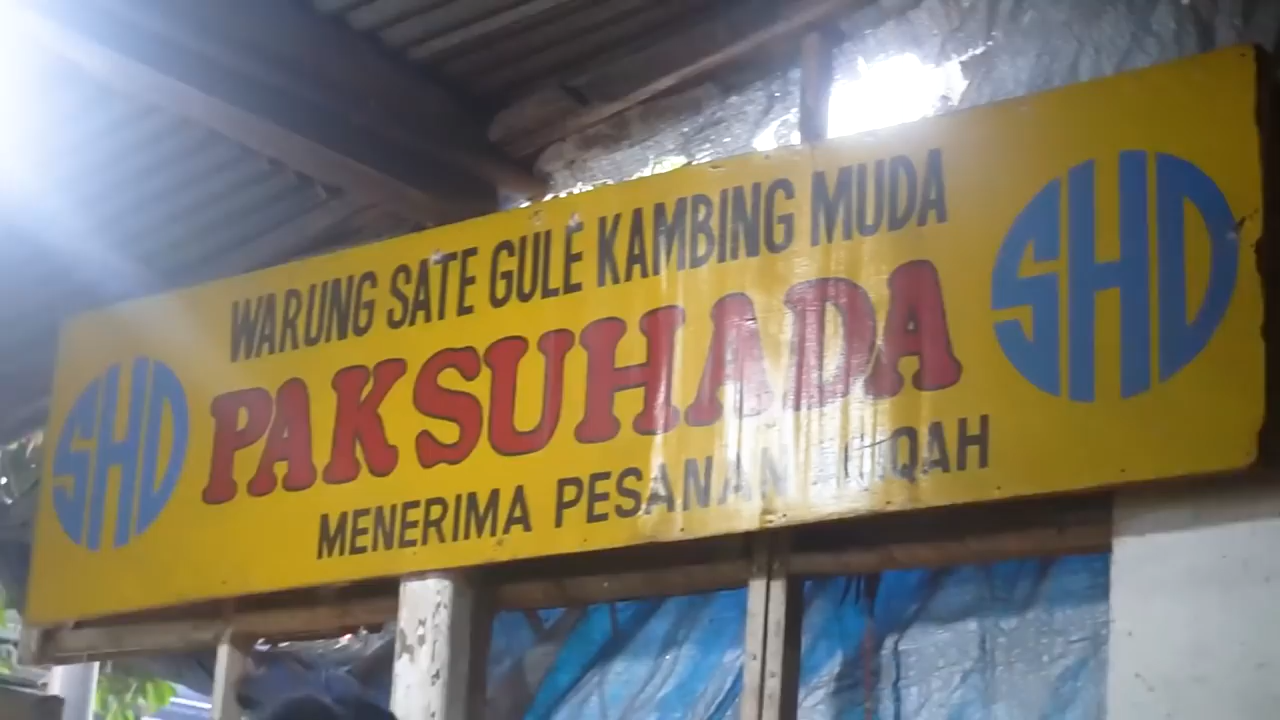 WARUNG SATE GULE KAMBING MUDA
SHD
PAK SUHADA
SHD
MENERIMA PESANAN